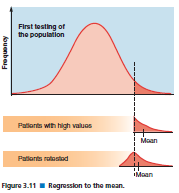 First testing of
the population
Frequency
Patients with high values
Mean
Patients retested
Mean
Figure 3.11 ■ Regression to the mean.